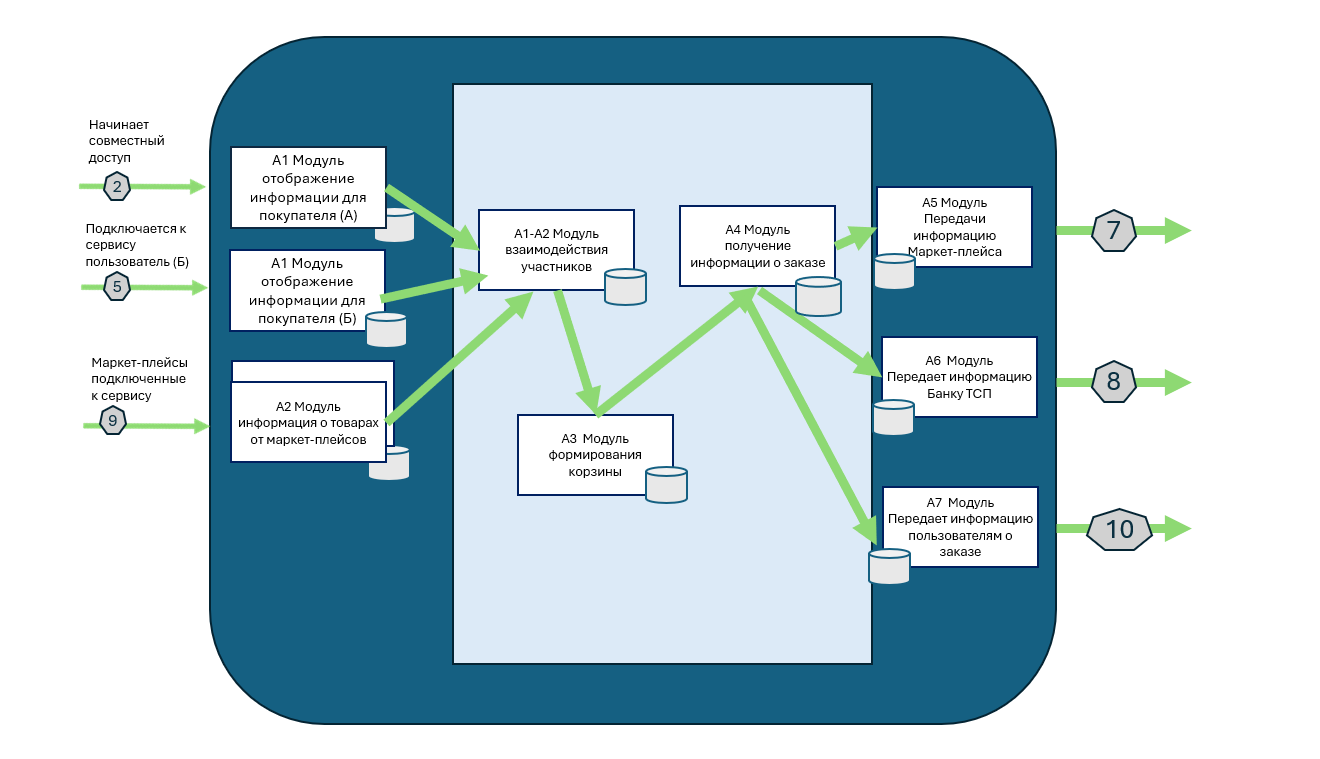 Начинает
совместный
доступ
2
Подключается к
сервису
пользователь (Б)
5
Маркет-плейсы
подключенные
к сервису
9
А1 Модуль
отображение
информации для
покупателя (А)
А1 Модуль
отображение
информации для
покупателя (Б)
А2 Модуль
информация о товарах
от маркет-плейсов
А1-А2 Модуль
взаимодействия
участников
А3 Модуль
формирования
корзины
А4 Модуль
получение
информации о заказе
А5 Модуль
Передачи
информацию
Маркет-плейса
А6 Модуль
Передает информацию
Банку ТСП
А7 Модуль
Передает информацию
пользователям о
заказе
7
8
10